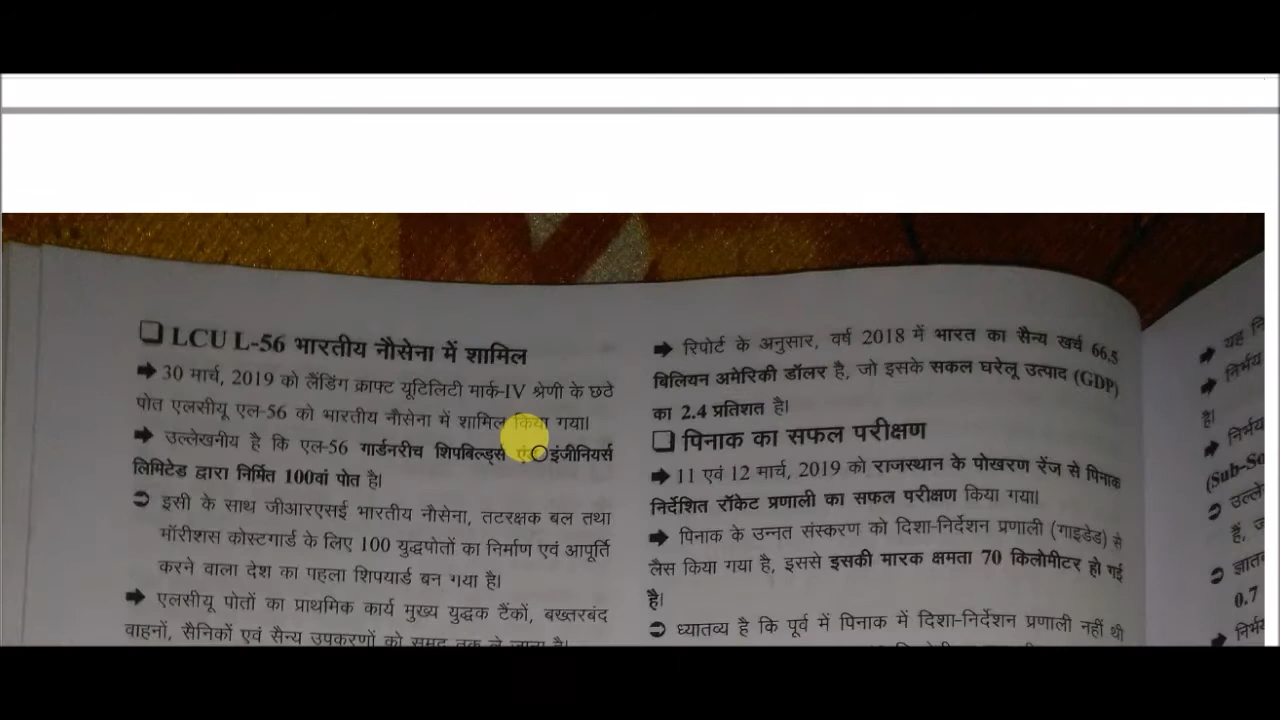 ❑ LCU L-56 भारतीय नौसेना में शामिल
➡ 30 मार्च, 2019 को लैंडिंग क्राफ्ट यूटिलिटी मार्क-IV श्रेणी के छठे
पोत एलसीयू एल-56 को भारतीय नौसेना में शामिल किया गया।
➡ उल्लेखनीय है कि एल-56 गार्डनरीच शिपबिल्ड्र्स इंजीनियर्स
लिमिटेड द्वारा निर्मित 100वां पोत है।
➲ इसी के साथ जीआरएसई भारतीय नौसेना, तटरक्षक बल तथा
मॉरीशस कोस्टगार्ड के लिए 100 युद्धपोतों का निर्माण एवं आपूर्ति
करने वाला देश का पहला शिपयार्ड बन गया है।
➡ एलसीयू पोतों का प्राथमिक कार्य मुख्य युद्धक टैंकों, बख्तरबंद
वाहनों, सैनिकों एवं सैन्य उपकरणों को
➡ रिपोर्ट के अनुसार, वर्ष 2018 में भारत का सैन्य खर्च 66.5
बिलियन अमेरिकी डॉलर है, जो इसके सकल घरेलू उत्पाद (GDP)
का 2.4 प्रतिशत है।
❑ पिनाक का सफल परीक्षण
➡ 11 एवं 12 मार्च, 2019 को राजस्थान के पोखरण रेंज से पिनाक
निर्देशित रॉकेट प्रणाली का सफल परीक्षण किया गया।
➡ पिनाक के उन्नत संस्करण को दिशा-निर्देशन प्रणाली (गाइडेड) से
लैस किया गया है, इससे इसकी मारक क्षमता 70 किलोमीटर हो गई
है।
➲ ध्यातव्य है कि पूर्व में पिनाक में दिशा-निर्देशन प्रणाली नहीं थी
➡ यह
➡
है।
➡
➲
हैं,
➲
0.7
➡